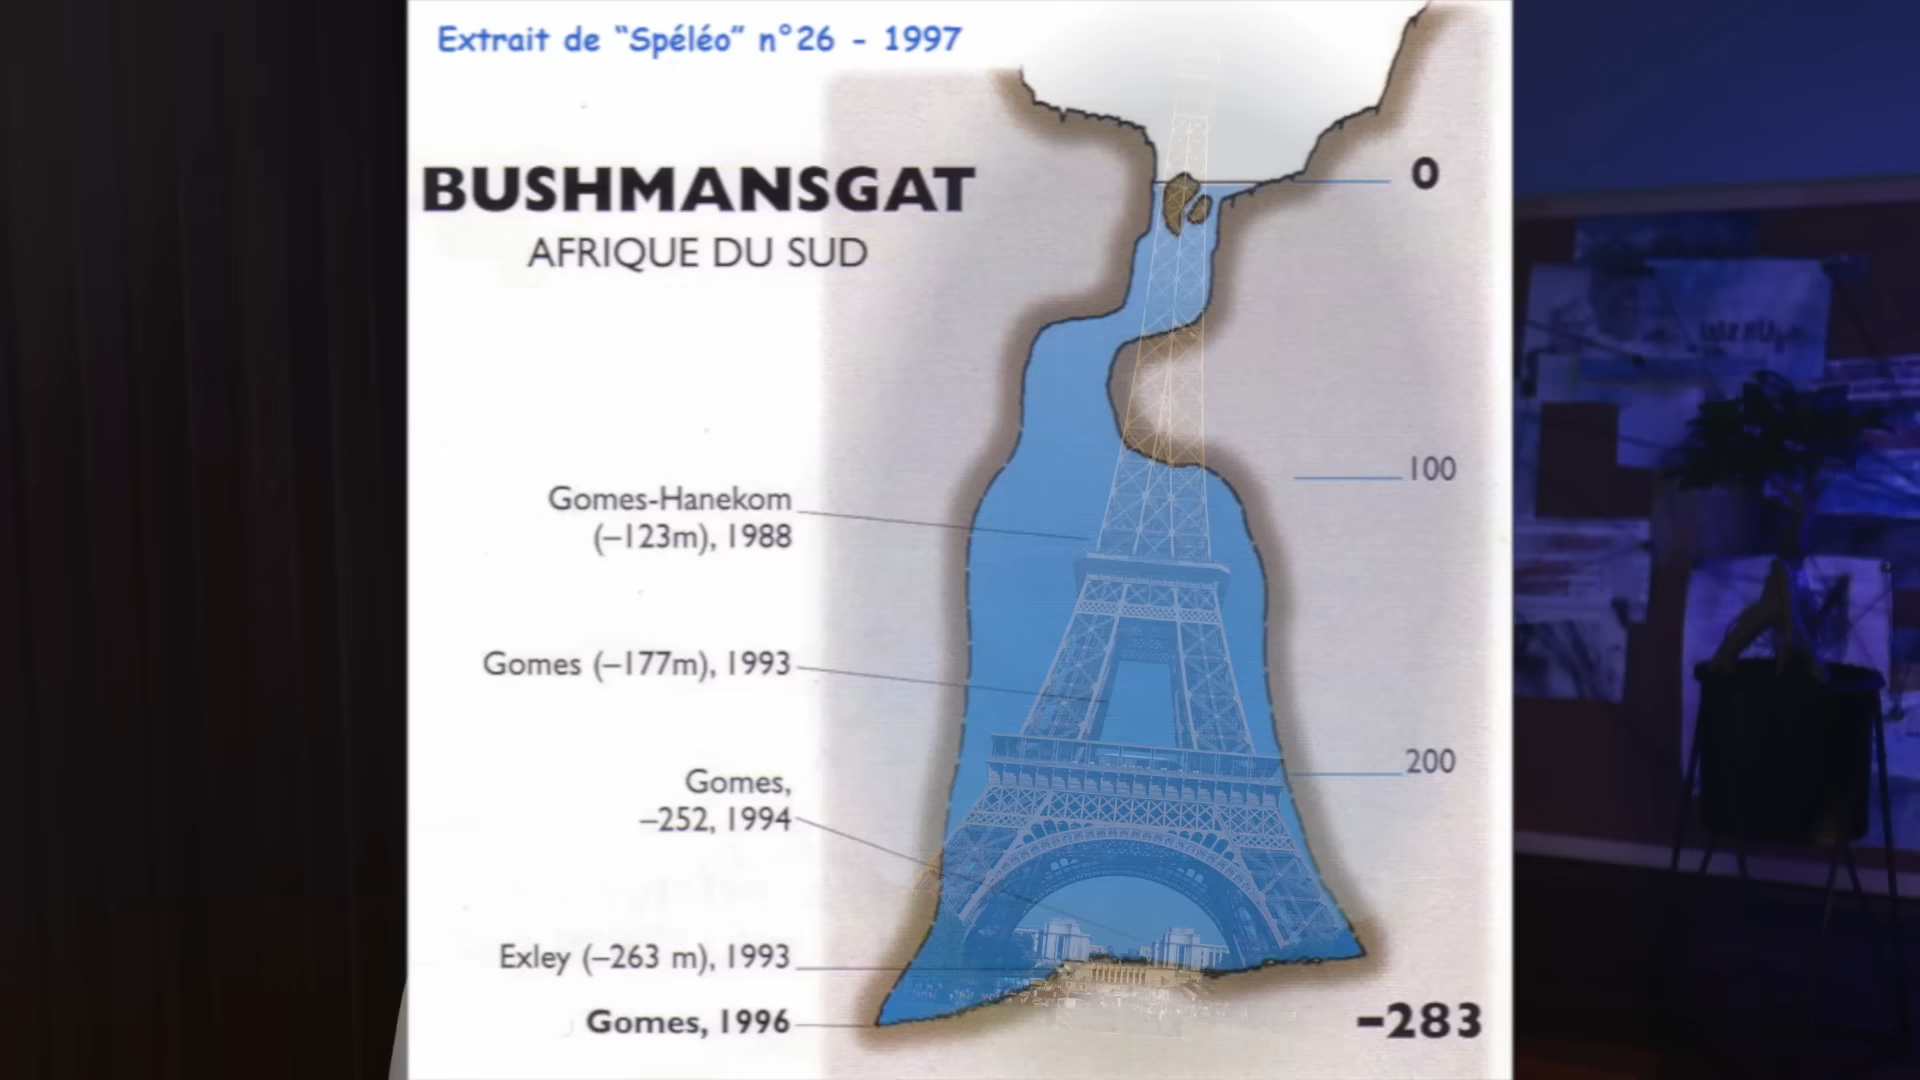 Extrait de “Spéléo” n°26 - 1997
BUSHMANSGAT
AFRIQUE DU SUD
0
100
Gomes-Hanekom
(–123m), 1988
Gomes (–177m), 1993
200
Gomes,
–252, 1994
Exley (–263 m), 1993
Gomes, 1996
–283